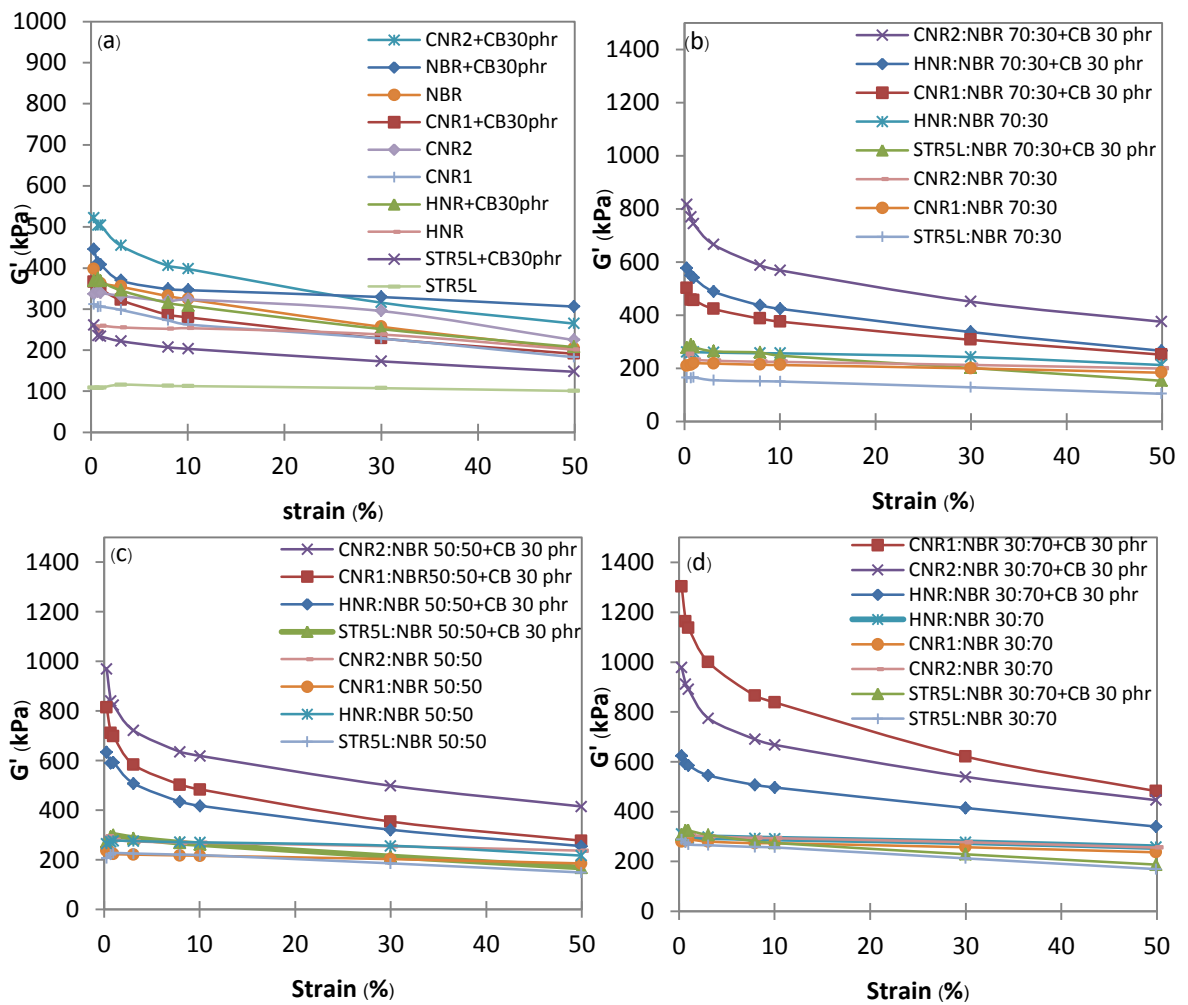 (a)
1000
900
800
700
600
500
400
300
200
100
0
G' (kPa)
CNR2+CB30phr
NBR+CB30phr
NBR
CNR1+CB30phr
CNR2
CNR1
HNR+CB30phr
HNR
STR5L+CB30phr
STR5L
0 10 20 30 40 50
strain (%)
(b)
1400
1200
1000
800
600
400
200
0
G' (kPa)
CNR2:NBR 70:30+CB 30 phr
HNR:NBR 70:30+CB 30 phr
CNR1:NBR 70:30+CB 30 phr
HNR:NBR 70:30
STR5L:NBR 70:30+CB 30 phr
CNR2:NBR 70:30
CNR1:NBR 70:30
STR5L:NBR 70:30
0 10 20 30 40 50
Strain (%)
(c)
1400
1200
1000
800
600
400
200
0
G' (kPa)
CNR2:NBR 50:50+CB 30 phr
CNR1:NBR50:50+CB 30 phr
HNR:NBR 50:50+CB 30 phr
STR5L:NBR 50:50+CB 30 phr
CNR2:NBR 50:50
CNR1:NBR 50:50
HNR:NBR 50:50
STR5L:NBR 50:50
0 10 20 30 40 50
Strain (%)
(d)
1400
1200
1000
800
600
400
200
0
G' (kPa)
CNR1:NBR 30:70+CB 30 phr
CNR2:NBR 30:70+CB 30 phr
HNR:NBR 30:70+CB 30 phr
HNR:NBR 30:70
CNR1:NBR 30:70
CNR2:NBR 30:70
STR5L:NBR 30:70+CB 30 phr
STR5L:NBR 30:70
0 10 20 30 40 50
Strain (%)